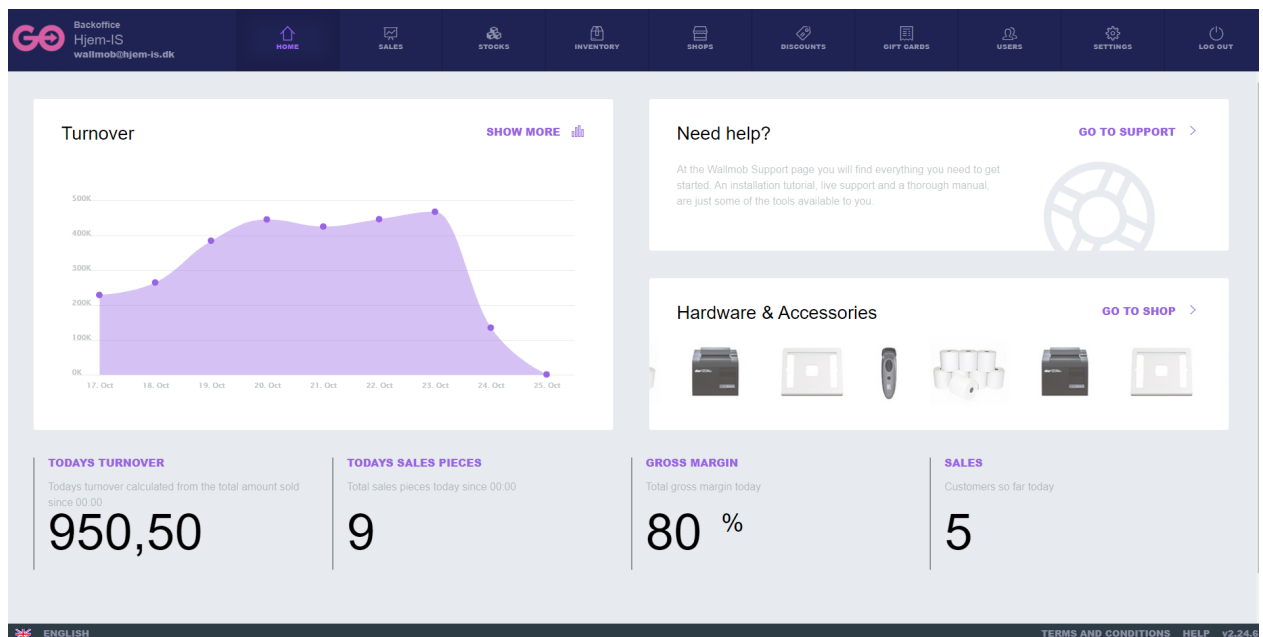 GO
Backoffice
Hjem-IS
wallmob@hjem-is.dk
HOME
SALES
STOCKS
INVENTORY
SHOPS
DISCOUNTS
GIFT CARDS
USERS
SETTINGS
LOG OUT
Turnover
SHOW MORE
500K
400K
300K
200K
100K
0K
17. Oct 18. Oct 19. Oct 20. Oct 21. Oct 22. Oct 23. Oct 24. Oct 25. Oct
Need help?
GO TO SUPPORT
At the Wallmob Support page you will find everything you need to get
started. An installation tutorial, live support and a thorough manual,
are just some of the tools available to you.
Hardware & Accessories
GO TO SHOP
TODAYS TURNOVER
Todays turnover calculated from the total amount sold
since 00:00
950,50
TODAYS SALES PIECES
Total sales pieces today since 00:00
9
GROSS MARGIN
Total gross margin today
80 %
SALES
Customers so far today
5
ENGLISH
TERMS AND CONDITIONS HELP v2.24.6